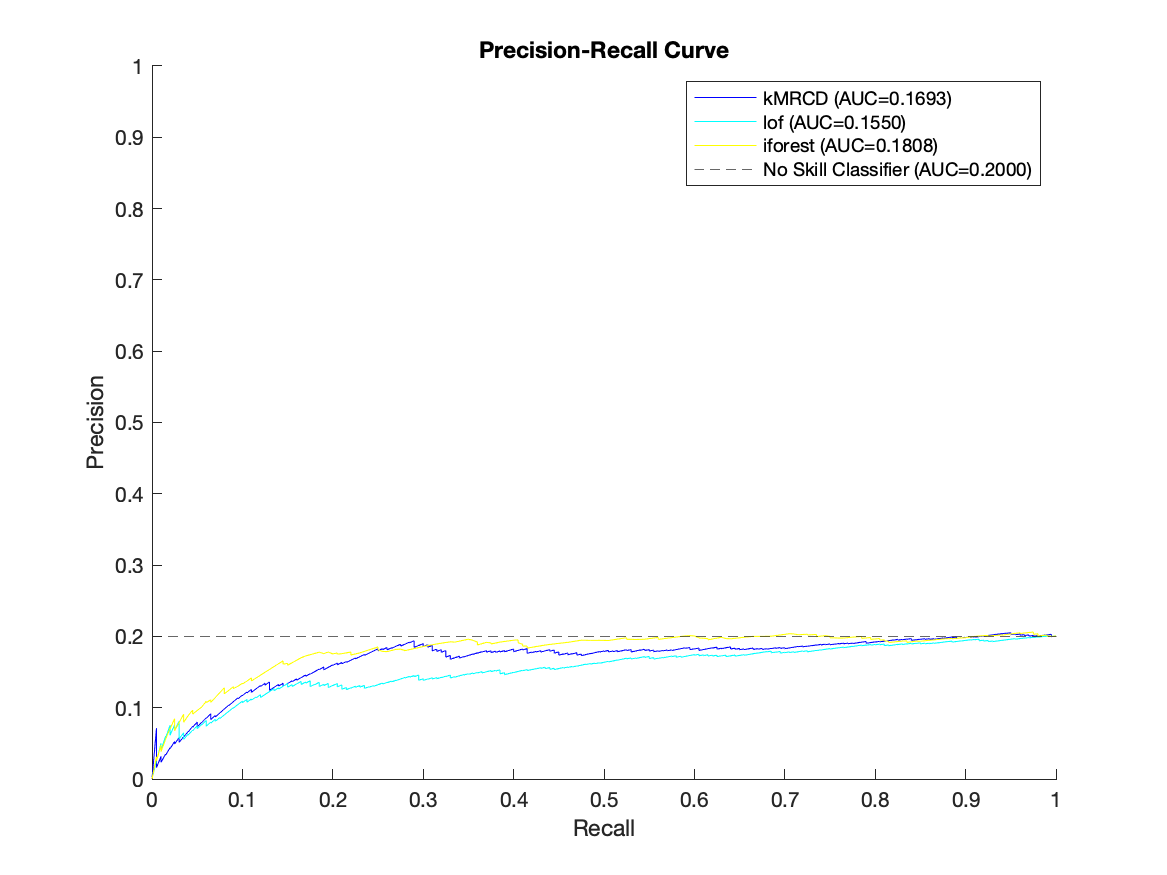 Precision-Recall Curve
kMRCD (AUC=0.1693)
lof (AUC=0.1550)
iforest (AUC=0.1808)
No Skill Classifier (AUC=0.2000)
1
0.9
0.8
0.7
0.6
0.5
0.4
0.3
0.2
0.1
0
Precision
0 0.1 0.2 0.3 0.4 0.5 0.6 0.7 0.8 0.9 1
Recall